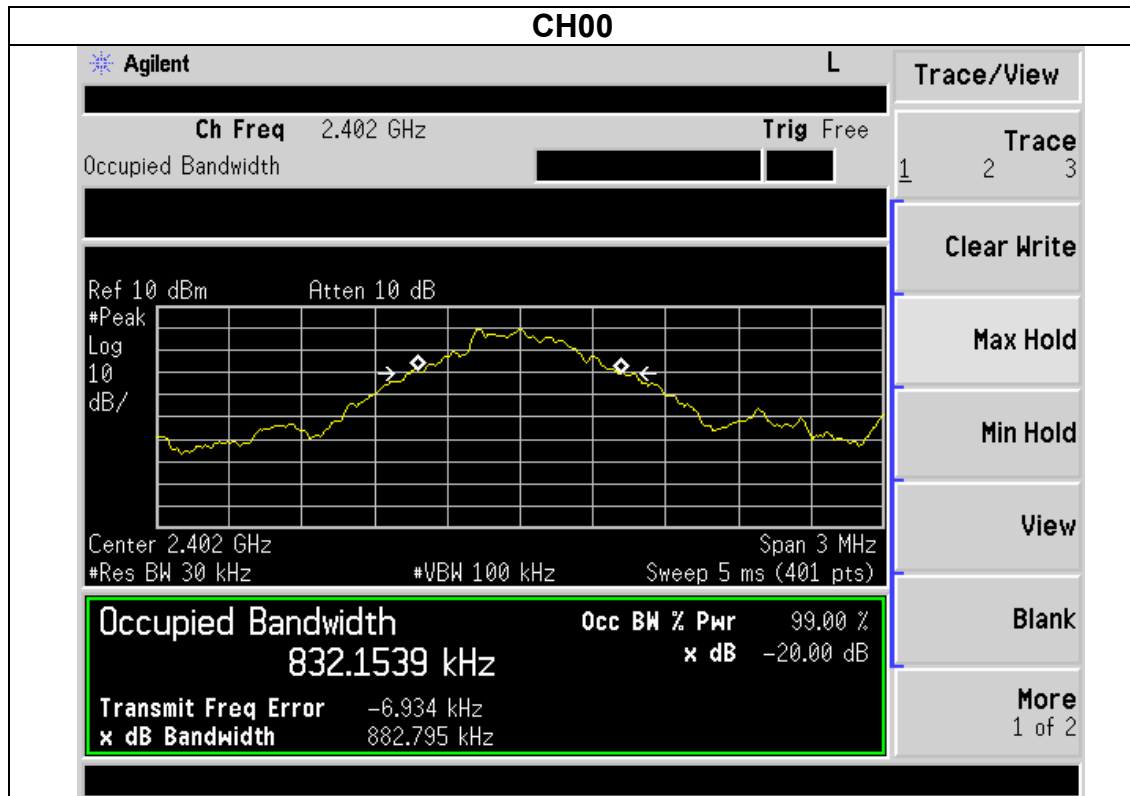 CH00
Agilent L Trace/View
Ch Freq 2.402 GHz Trig Free
Occupied Bandwidth
Trace
1 2 3
Clear Write
Max Hold
Min Hold
View
Blank
More
1 of 2
Ref 10 dBm Atten 10 dB
#Peak
Log
10
dB/
Center 2.402 GHz Span 3 MHz
#Res BW 30 kHz #VBW 100 kHz Sweep 5 ms (401 pts)
Occupied Bandwidth Occ BW % Pwr 99.00 %
832.1539 kHz x dB -20.00 dB
Transmit Freq Error -6.934 kHz
x dB Bandwidth 882.795 kHz